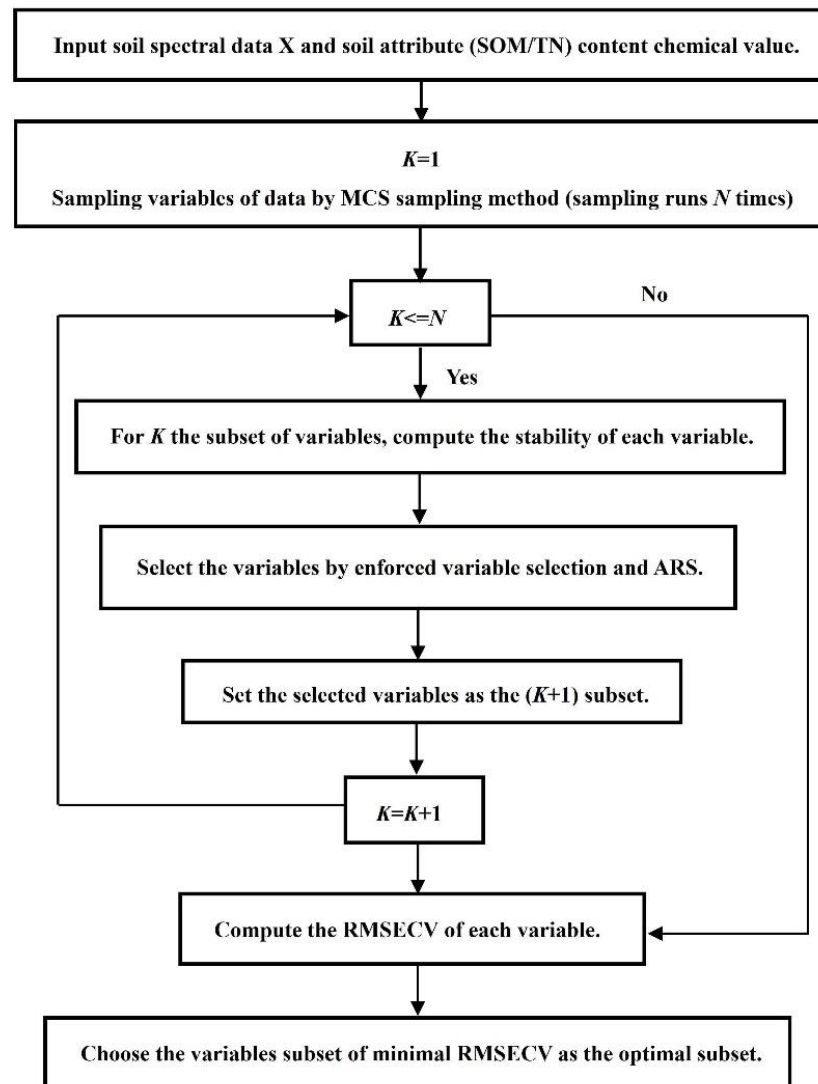 Input soil spectral data X and soil attribute (SOM/TN) content chemical value.
K=1
Sampling variables of data by MCS sampling method (sampling runs N times)
K<=N
No
Yes
For K the subset of variables, compute the stability of each variable.
Select the variables by enforced variable selection and ARS.
Set the selected variables as the (K+1) subset.
K=K+1
Compute the RMSECV of each variable.
Choose the variables subset of minimal RMSECV as the optimal subset.